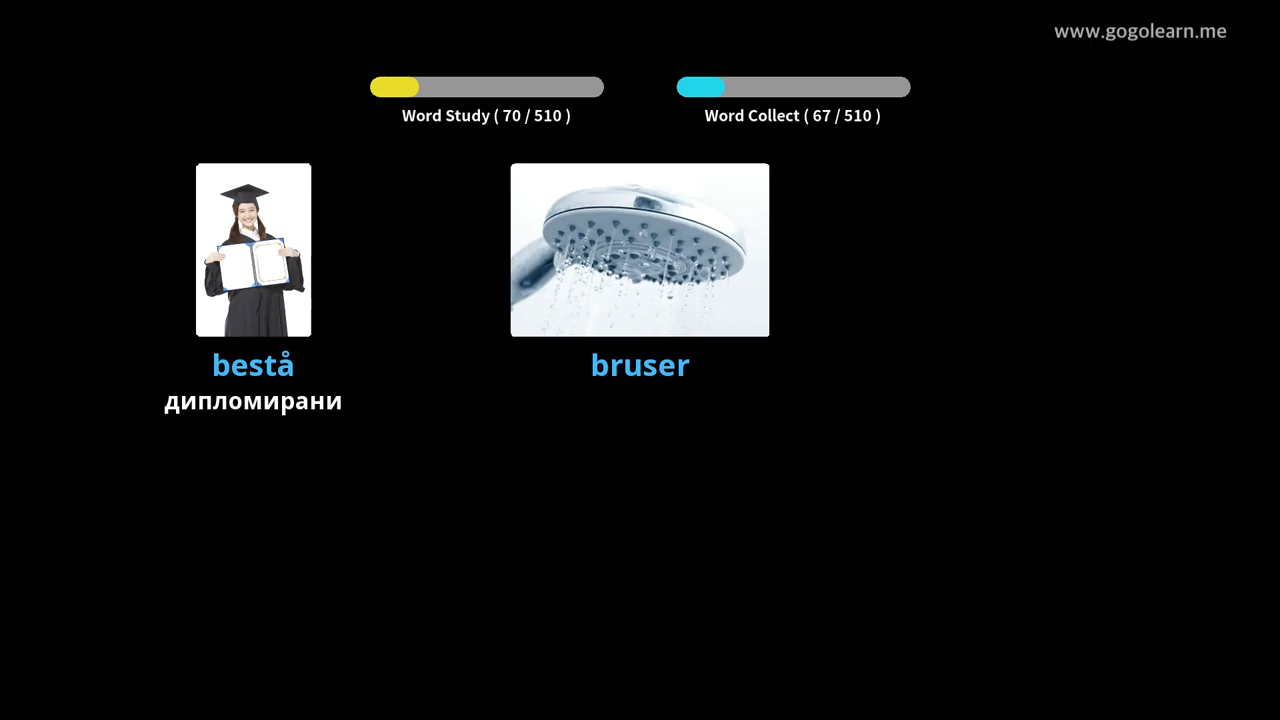 www.gogolearn.me
Word Study ( 70 / 510 )
Word Collect ( 67 / 510 )
bestå
bruser
дипломирани